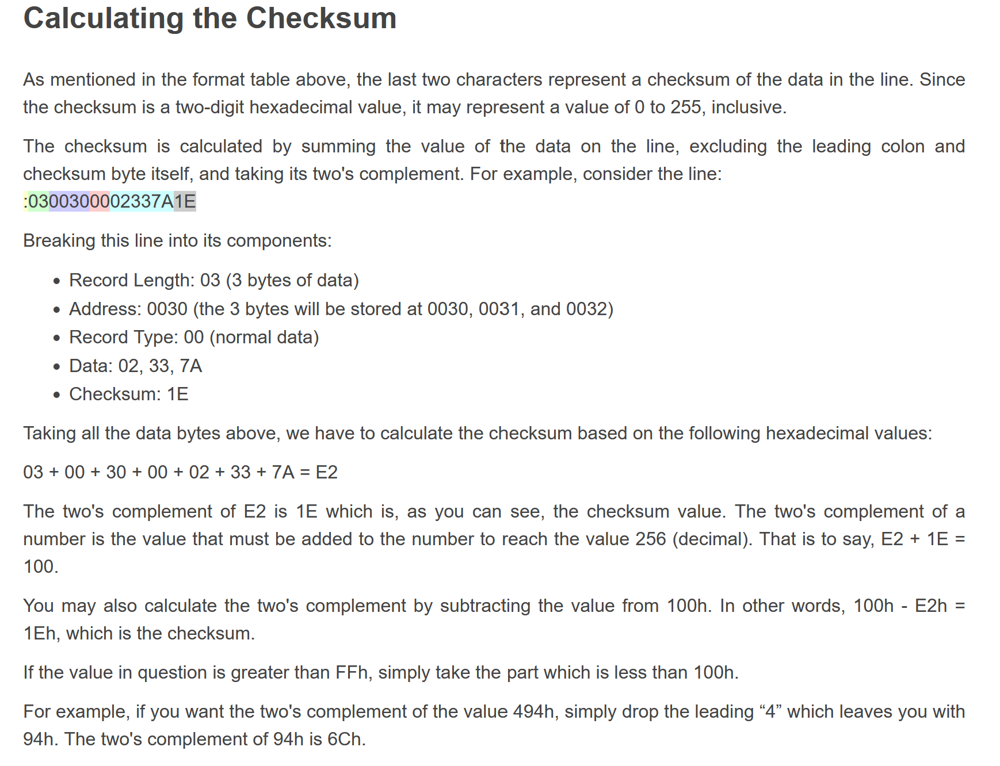 Calculating the Checksum
As mentioned in the format table above, the last two characters represent a checksum of the data in the line. Since
the checksum is a two-digit hexadecimal value, it may represent a value of 0 to 255, inclusive.
The checksum is calculated by summing the value of the data on the line, excluding the leading colon and
checksum byte itself, and taking its two's complement. For example, consider the line:
:0300300002337A1E
Breaking this line into its components:
• Record Length: 03 (3 bytes of data)
• Address: 0030 (the 3 bytes will be stored at 0030, 0031, and 0032)
• Record Type: 00 (normal data)
• Data: 02, 33, 7A
• Checksum: 1E
Taking all the data bytes above, we have to calculate the checksum based on the following hexadecimal values:
03 + 00 + 30 + 00 + 02 + 33 + 7A = E2
The two's complement of E2 is 1E which is, as you can see, the checksum value. The two's complement of a
number is the value that must be added to the number to reach the value 256 (decimal). That is to say, E2 + 1E =
100.
You may also calculate the two's complement by subtracting the value from 100h. In other words, 100h - E2h =
1Eh, which is the checksum.
If the value in question is greater than FFh, simply take the part which is less than 100h.
For example, if you want the two's complement of the value 494h, simply drop the leading “4” which leaves you with
94h. The two's complement of 94h is 6Ch.